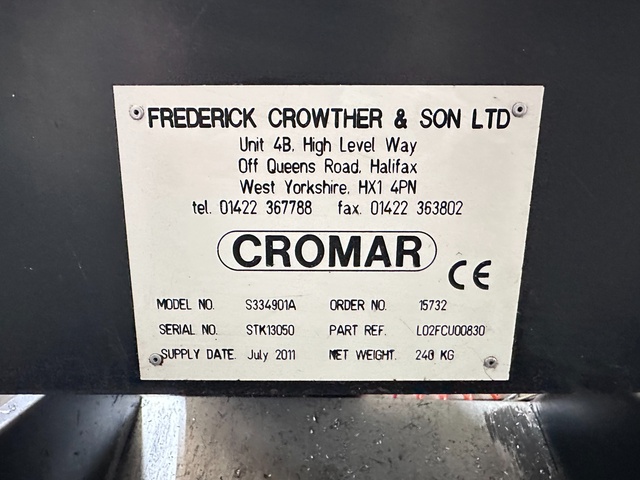 FREDERICK CROWTHER & SON LTD
Unit 4B, High Level Way
Off Queens Road, Halifax
West Yorkshire, HX1 4PN
tel. 01422 367788 fax. 01422 363802
CROMAR
CE
MODEL NO. S334901A ORDER NO. 15732
SERIAL NO. STK13050 PART REF. L02FCU00830
SUPPLY DATE. July 2011 NET WEIGHT. 240 KG